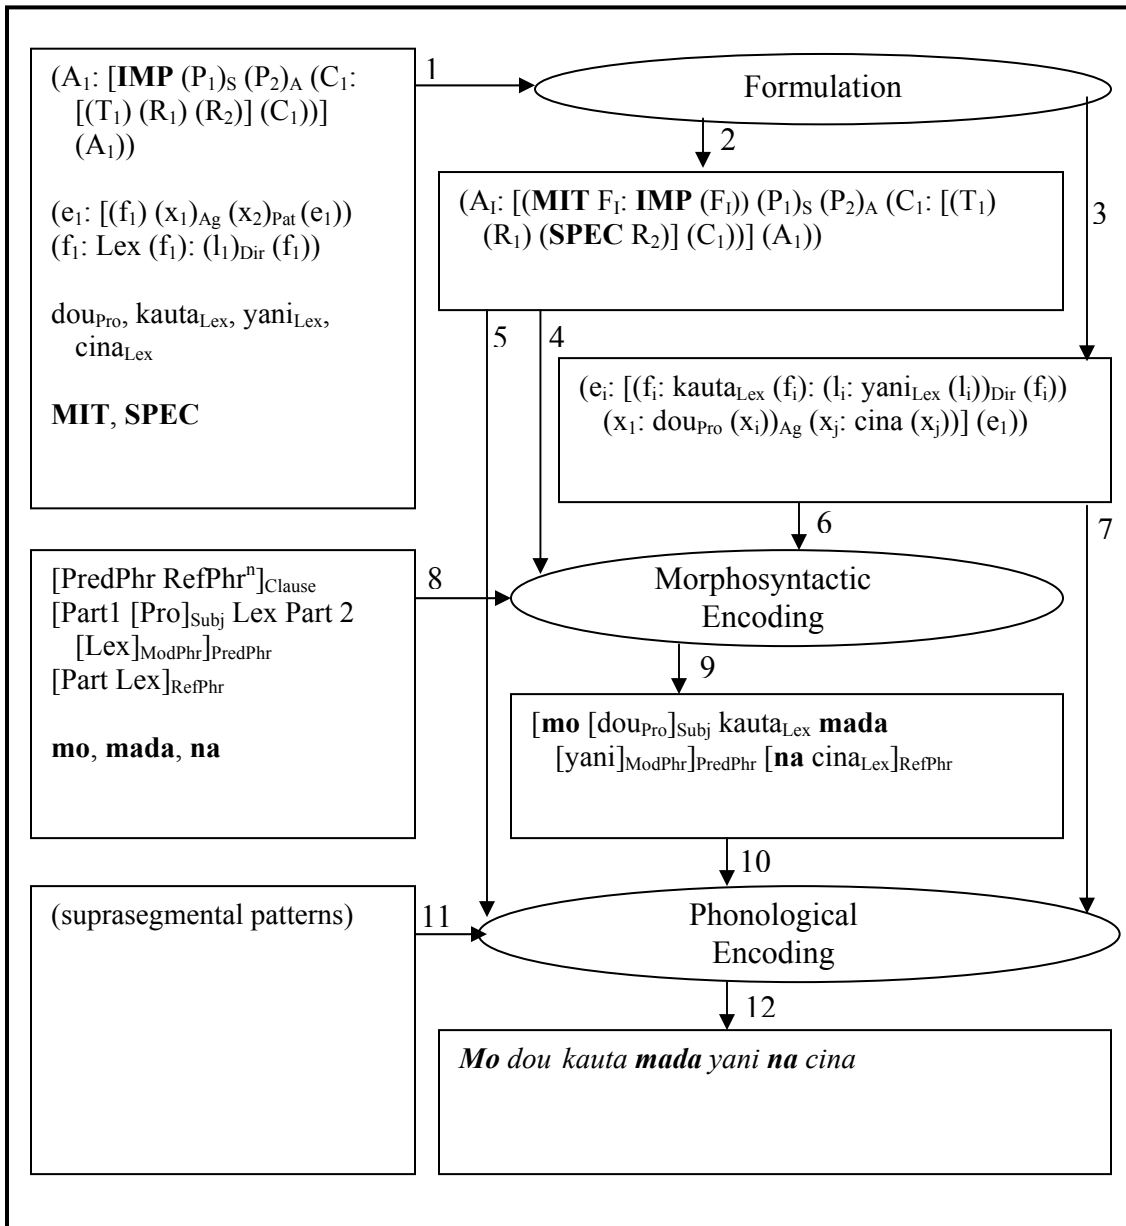 (A₁: [IMP (P₁)S (P₂)A (C₁:
[(T₁) (R₁) (R₂)] (C₁))]
(A₁))
(e₁: [(f₁) (x₁)Ag (x₂)Pat (e₁))
(f₁: Lex (f₁): (l₁)Dir (f₁))
douPro, kautaLex, yaniLex,
cinaLex
MIT, SPEC
1
Formulation
2
3
(AI: [(MIT FI: IMP (FI)) (P₁)S (P₂)A (C₁: [(T₁)
(R₁) (SPEC R₂)] (C₁))] (A₁))
5
4
(ei: [(fi: kautaLex (fi): (li: yaniLex (li))Dir (fi))
(x₁: douPro (xi))Ag (xj: cina (xj))] (e₁))
6
7
[PredPhr RefPhrⁿ]Clause
[Part1 [Pro]Subj Lex Part 2
[Lex]ModPhr]PredPhr
[Part Lex]RefPhr
mo, mada, na
8
Morphosyntactic
Encoding
9
[mo [douPro]Subj kautaLex mada
[yani]ModPhr]PredPhr [na cinaLex]RefPhr
10
(suprasegmental patterns)
11
Phonological
Encoding
12
Mo dou kauta mada yani na cina